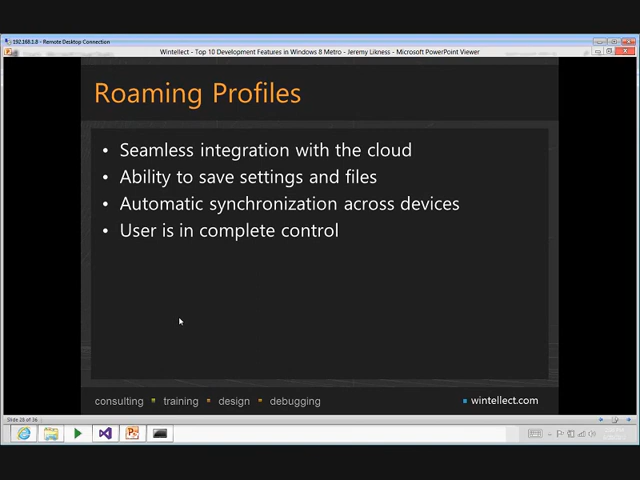 192.168.1.8 - Remote Desktop Connection
Wintellect - Top 10 Development Features in Windows 8 Metro - Jeremy Likness - Microsoft PowerPoint Viewer
Roaming Profiles
• Seamless integration with the cloud
• Ability to save settings and files
• Automatic synchronization across devices
• User is in complete control
consulting training design debugging wintellect.com